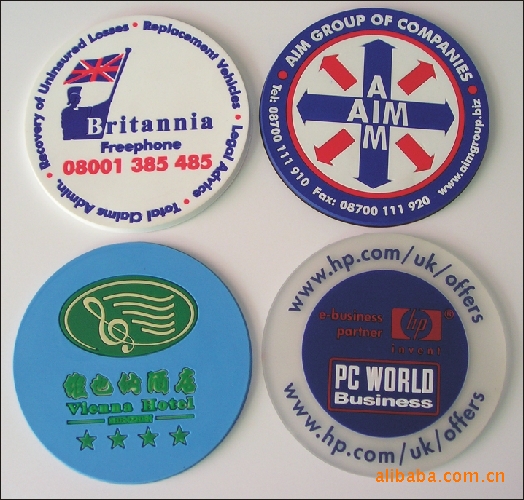 Recovery of Uninsured Losses • Replacement Vehicles • Legal Advice • Total Claims Admin. •
Britannia
Freephone
08001 385 485
• AIM GROUP OF COMPANIES •
AIM
AIM
Tel: 08700 111 910 Fax: 08700 111 920 www.aimgroup.biz
维也纳酒店
Vienna Hotel
www.hp.com/uk/offers
e-business
partner
hp
®
invent
PC WORLD
Business
www.hp.com/uk/offers
alibaba.com.cn